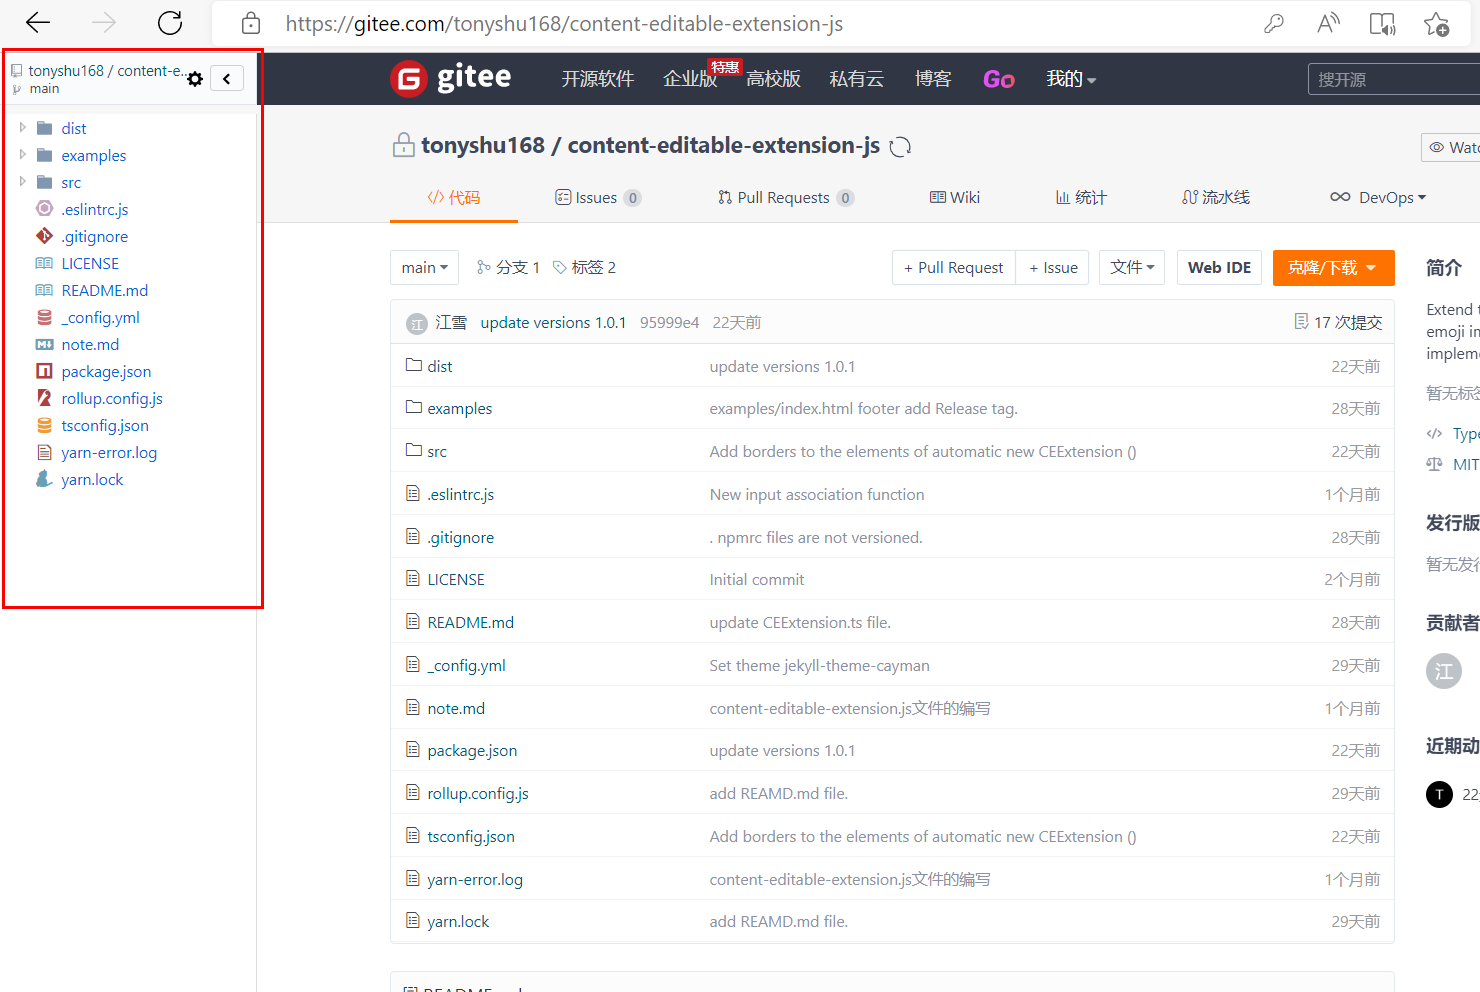 https://gitee.com/tonyshu168/content-editable-extension-js
tonyshu168 / content-e...
main
dist
examples
src
.eslintrc.js
.gitignore
LICENSE
README.md
_config.yml
note.md
package.json
rollup.config.js
tsconfig.json
yarn-error.log
yarn.lock
gitee 开源软件 企业版 特惠 高校版 私有云 博客 Go 我的 搜开源
tonyshu168 / content-editable-extension-js
代码 Issues 0 Pull Requests 0 Wiki 统计 流水线 DevOps
main 分支 1 标签 2 + Pull Request + Issue 文件 Web IDE 克隆/下载
江 江雪 update versions 1.0.1 95999e4 22天前 17 次提交
dist update versions 1.0.1 22天前
examples examples/index.html footer add Release tag. 28天前
src Add borders to the elements of automatic new CEExtension () 22天前
.eslintrc.js New input association function 1个月前
.gitignore . npmrc files are not versioned. 28天前
LICENSE Initial commit 2个月前
README.md update CEExtension.ts file. 28天前
_config.yml Set theme jekyll-theme-cayman 29天前
note.md content-editable-extension.js文件的编写 1个月前
package.json update versions 1.0.1 22天前
rollup.config.js add REAMD.md file. 29天前
tsconfig.json Add borders to the elements of automatic new CEExtension () 22天前
yarn-error.log content-editable-extension.js文件的编写 1个月前
yarn.lock add REAMD.md file. 29天前
简介
Extend
emoji
MIT
发行版
贡献者
江
T 22